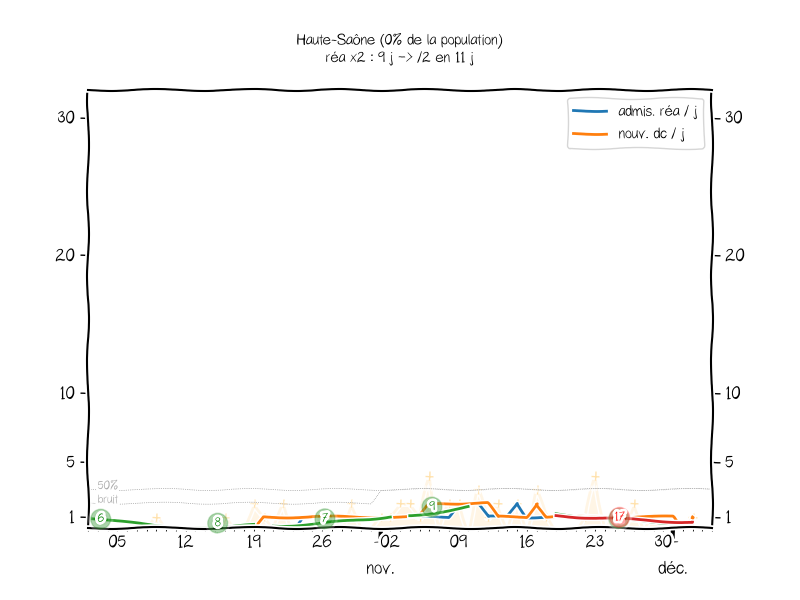 Haute-Saône (0% de la population)
réa x2 : 9 j -> /2 en 11 j
admis. réa / j
nouv. dc / j
30 30
20 20
10 10
5 5
50%
bruit
1 1
6 8 7 9 17
05 12 19 26 02 09 16 23 30
nov. déc.